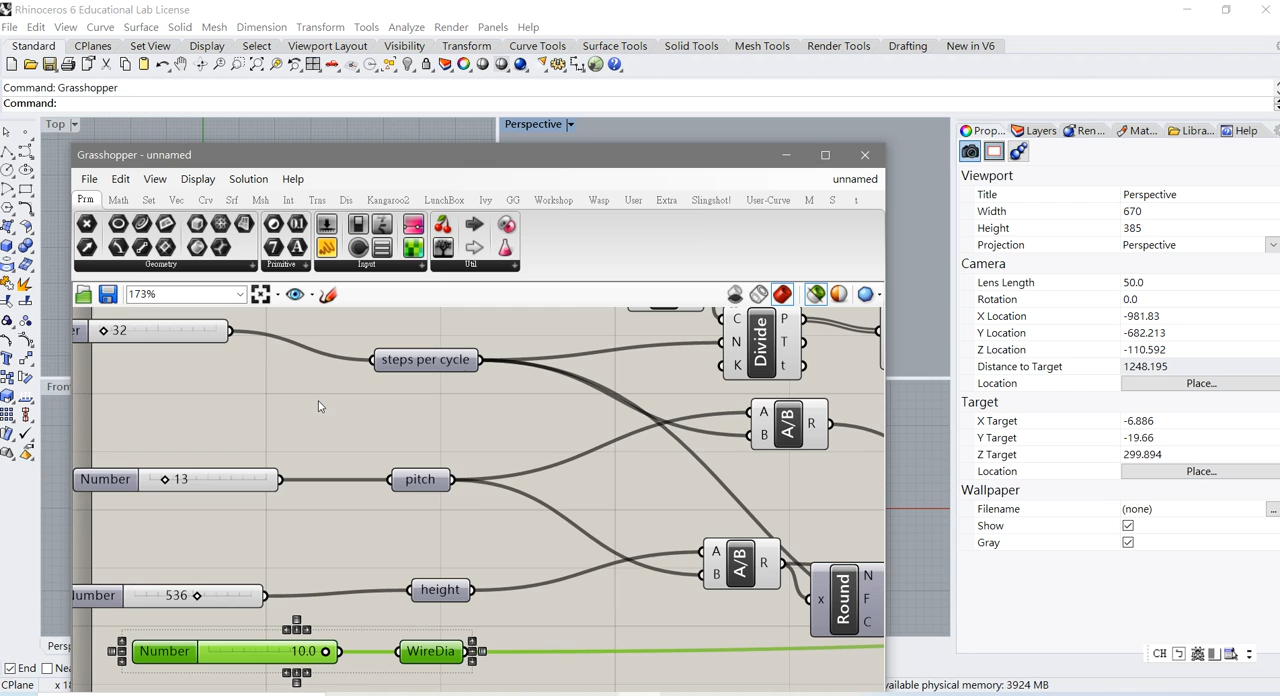 Rhinoceros 6 Educational Lab License
File Edit View Curve Surface Solid Mesh Dimension Transform Tools Analyze Render Panels Help
Standard CPlanes Set View Display Select Viewport Layout Visibility Transform Curve Tools Surface Tools Solid Tools Mesh Tools Render Tools Drafting New in V6
Command: Grasshopper
Command:
Top
Perspective
Prop... Layers Ren... Mat... Libra... Help
Grasshopper - unnamed
File Edit View Display Solution Help unnamed
Prm Math Set Vec Crv Srf Msh Int Trns Dis Kangaroo2 LunchBox Ivy GG Workshop Wasp User Extra Slingshot! User-Curve M S t
Geometry Primitive Input Util
173%
Viewport
Title Perspective
Width 670
Height 385
Projection Perspective
Camera
Lens Length 50.0
Rotation 0.0
X Location -981.83
Y Location -682.213
Z Location -110.592
Distance to Target 1248.195
Location Place...
Target
X Target -6.886
Y Target -19.66
Z Target 299.894
Location Place...
Wallpaper
Filename (none) ...
Show
Gray
er 32
steps per cycle
C N K Divide P T t
A B A/B R
Number 13
pitch
A B A/B R
x Round N F C
Number 536
height
Number 10.0
WireDia
Fron
Persp
CH
End Nea
CPlane x 18
vailable physical memory: 3924 MB